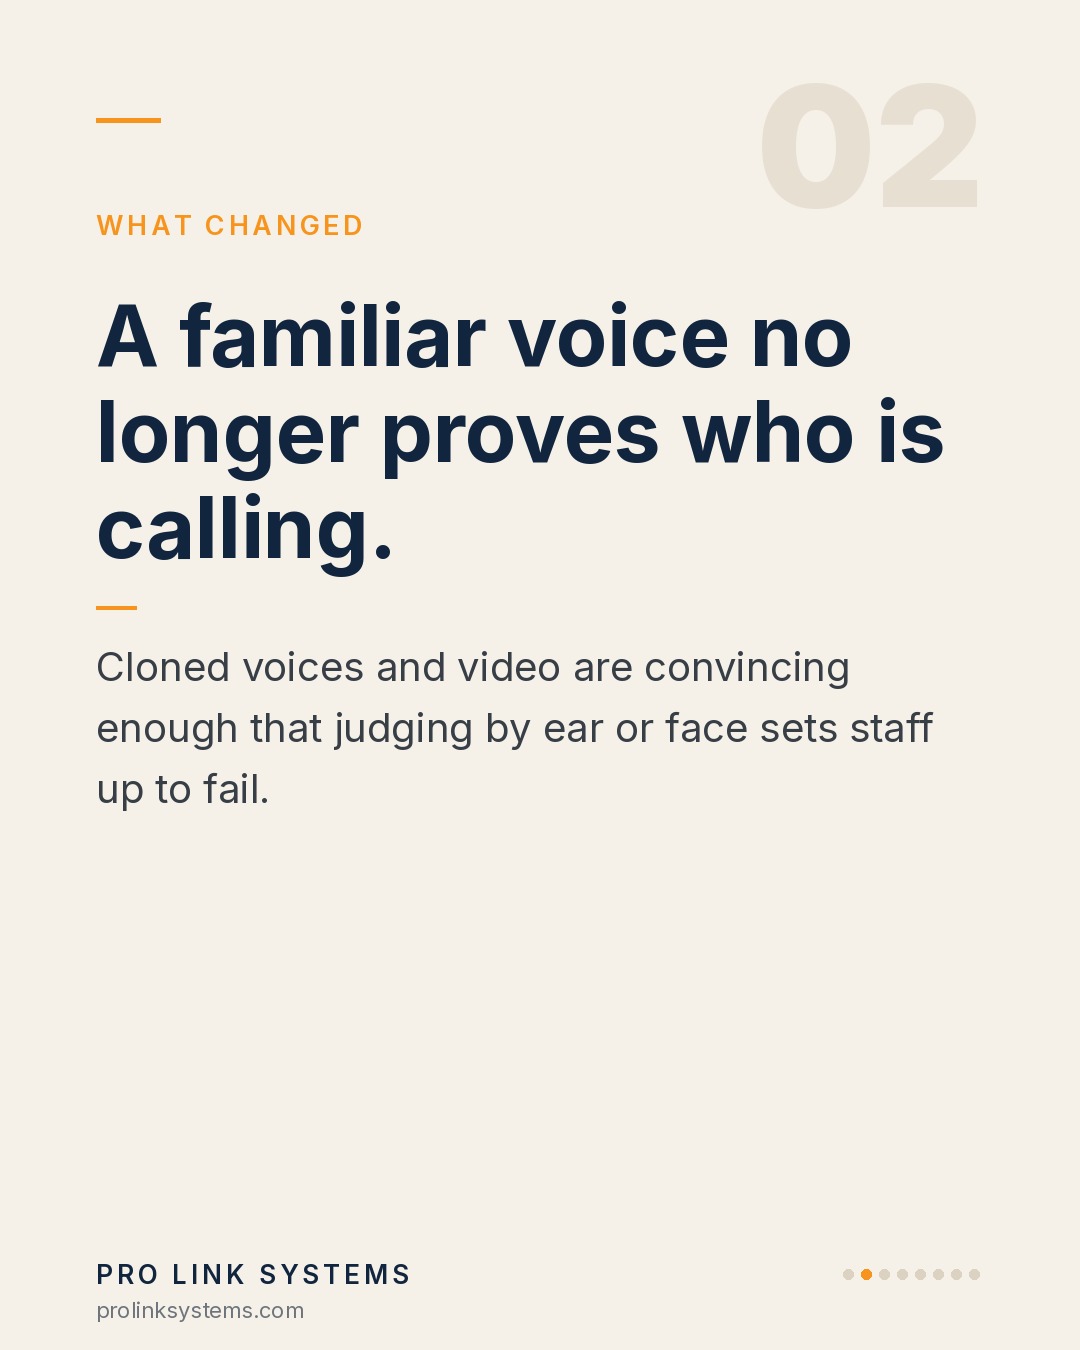 02
WHAT CHANGED
A familiar voice no
longer proves who is
calling.
Cloned voices and video are convincing
enough that judging by ear or face sets staff
up to fail.
PRO LINK SYSTEMS
prolinksystems.com